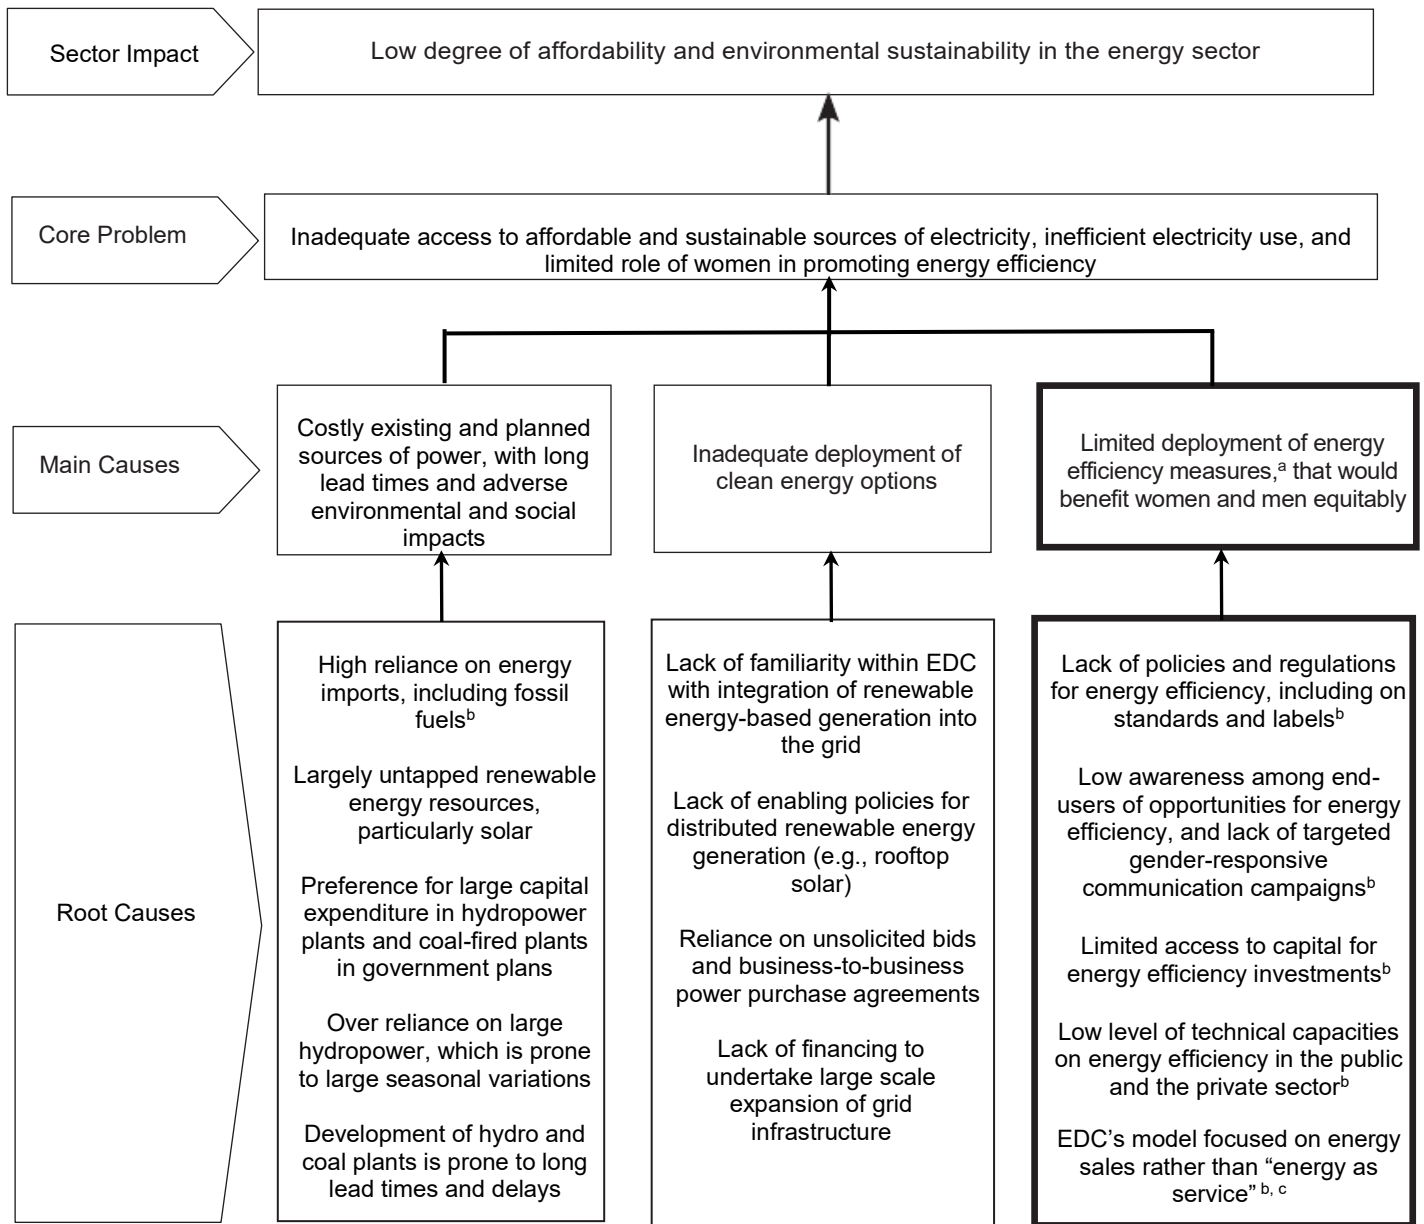 Sector Impact
Low degree of affordability and environmental sustainability in the energy sector
Core Problem
Inadequate access to affordable and sustainable sources of electricity, inefficient electricity use, and
limited role of women in promoting energy efficiency
Main Causes
Costly existing and planned
sources of power, with long
lead times and adverse
environmental and social
impacts
Inadequate deployment of
clean energy options
Limited deployment of energy
efficiency measures,ᵃ that would
benefit women and men equitably
Root Causes
High reliance on energy
imports, including fossil
fuelsᵇ
Largely untapped renewable
energy resources,
particularly solar
Preference for large capital
expenditure in hydropower
plants and coal-fired plants
in government plans
Over reliance on large
hydropower, which is prone
to large seasonal variations
Development of hydro and
coal plants is prone to long
lead times and delays
Lack of familiarity within EDC
with integration of renewable
energy-based generation into
the grid
Lack of enabling policies for
distributed renewable energy
generation (e.g., rooftop
solar)
Reliance on unsolicited bids
and business-to-business
power purchase agreements
Lack of financing to
undertake large scale
expansion of grid
infrastructure
Lack of policies and regulations
for energy efficiency, including on
standards and labelsᵇ
Low awareness among end-
users of opportunities for energy
efficiency, and lack of targeted
gender-responsive
communication campaignsᵇ
Limited access to capital for
energy efficiency investmentsᵇ
Low level of technical capacities
on energy efficiency in the public
and the private sectorᵇ
EDC’s model focused on energy
sales rather than “energy as
service” ᵇ, ᶜ